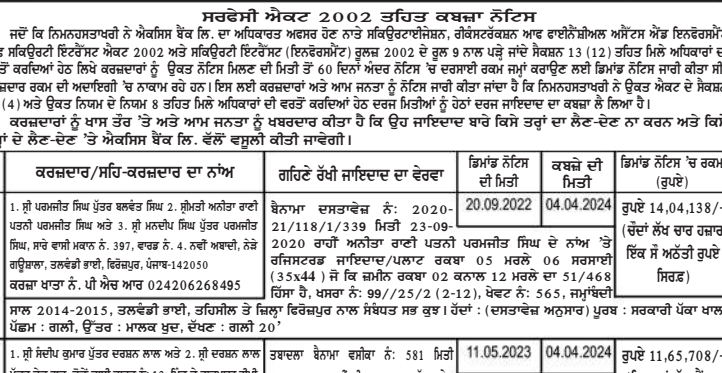 ਸਰਫੇਸੀ ਐਕਟ 2002 ਤਹਿਤ ਕਬਜ਼ਾ ਨੋਟਿਸ
ਜਦੋਂ ਕਿ ਨਿਮਨਹਸਤਾਖਰੀ ਨੇ ਐਕਸਿਸ ਬੈਂਕ ਲਿ. ਦਾ ਅਧਿਕਾਰਤ ਅਫਸਰ ਹੋਣ ਨਾਤੇ ਸਕਿਉਰਟਾਈਜੇਸ਼ਨ, ਰੀਕੰਸਟਰੱਕਸ਼ਨ ਆਫ ਫਾਈਨੈਂਸ਼ੀਅਲ ਅਸੈੱਟਸ ਐਂਡ ਇਨਫੋਰਸਮੈਂਟ
ਸਕਿਉਰਟੀ ਇੰਟਰੈੱਸਟ ਐਕਟ 2002 ਅਤੇ ਸਕਿਉਰਟੀ ਇੰਟਰੈੱਸਟ (ਇਨਫੋਰਸਮੈਂਟ) ਰੂਲਜ਼ 2002 ਦੇ ਰੂਲ 9 ਨਾਲ ਪੜ੍ਹੇ ਜਾਂਦੇ ਸੈਕਸ਼ਨ 13 (12) ਤਹਿਤ ਮਿਲੇ ਅਧਿਕਾਰਾਂ ਦ
ਤੋਂ ਕਰਦਿਆਂ ਹੇਠ ਲਿਖੇ ਕਰਜ਼ਦਾਰਾਂ ਨੂੰ ਉਕਤ ਨੋਟਿਸ ਮਿਲਣ ਦੀ ਮਿਤੀ ਤੋਂ 60 ਦਿਨਾਂ ਅੰਦਰ ਨੋਟਿਸ 'ਚ ਦਰਸਾਈ ਰਕਮ ਜਮ੍ਹਾਂ ਕਰਾਉਣ ਲਈ ਡਿਮਾਂਡ ਨੋਟਿਸ ਜਾਰੀ ਕੀਤਾ ਸੀ
ਜ਼ਦਾਰ ਰਕਮ ਦੀ ਅਦਾਇਗੀ 'ਚ ਨਾਕਾਮ ਰਹੇ ਹਨ। ਇਸ ਲਈ ਕਰਜ਼ਦਾਰਾਂ ਅਤੇ ਆਮ ਜਨਤਾ ਨੂੰ ਨੋਟਿਸ ਜਾਰੀ ਕੀਤਾ ਜਾਂਦਾ ਹੈ ਕਿ ਨਿਮਨਹਸਤਾਖਰੀ ਨੇ ਉਕਤ ਐਕਟ ਦੇ ਸੈਕਸ਼
(4) ਅਤੇ ਉਕਤ ਨਿਯਮ ਦੇ ਨਿਯਮ 8 ਤਹਿਤ ਮਿਲੇ ਅਧਿਕਾਰਾਂ ਦੀ ਵਰਤੋਂ ਕਰਦਿਆਂ ਹੇਠ ਦਰਜ ਮਿਤੀਆਂ ਨੂੰ ਹੇਠਾਂ ਦਰਜ ਜਾਇਦਾਦ ਦਾ ਕਬਜ਼ਾ ਲੈ ਲਿਆ ਹੈ।
ਕਰਜ਼ਦਾਰਾਂ ਨੂੰ ਖਾਸ ਤੌਰ 'ਤੇ ਅਤੇ ਆਮ ਜਨਤਾ ਨੂੰ ਖਬਰਦਾਰ ਕੀਤਾ ਹੈ ਕਿ ਉਹ ਜਾਇਦਾਦ ਬਾਰੇ ਕਿਸੇ ਤਰ੍ਹਾਂ ਦਾ ਲੈਣ-ਦੇਣ ਨਾ ਕਰਨ ਅਤੇ ਕਿਸੇ
ਦੇ ਲੈਣ-ਦੇਣ 'ਤੇ ਐਕਸਿਸ ਬੈਂਕ ਲਿ. ਵੱਲੋਂ ਵਸੂਲੀ ਕੀਤੀ ਜਾਵੇਗੀ।
ਕਰਜ਼ਦਾਰ/ਸਹਿ-ਕਰਜ਼ਦਾਰ ਦਾ ਨਾਂਅ
ਗਹਿਣੇ ਰੱਖੀ ਜਾਇਦਾਦ ਦਾ ਵੇਰਵਾ
ਡਿਮਾਂਡ ਨੋਟਿਸ
ਦੀ ਮਿਤੀ
ਕਬਜ਼ੇ ਦੀ
ਮਿਤੀ
ਡਿਮਾਂਡ ਨੋਟਿਸ 'ਚ ਰਕਮ
(ਰੁਪਏ)
1. ਸ਼੍ਰੀ ਪਰਮਜੀਤ ਸਿੰਘ ਪੁੱਤਰ ਬਲਵੰਤ ਸਿੰਘ 2. ਸ਼੍ਰੀਮਤੀ ਅਨੀਤਾ ਰਾਣੀ
ਪਤਨੀ ਪਰਮਜੀਤ ਸਿੰਘ ਅਤੇ 3. ਸ਼੍ਰੀ ਮਨਦੀਪ ਸਿੰਘ ਪੁੱਤਰ ਪਰਮਜੀਤ
ਸਿੰਘ, ਸਾਰੇ ਵਾਸੀ ਮਕਾਨ ਨੰ. 397, ਵਾਰਡ ਨੰ. 4. ਨਵੀਂ ਅਬਾਦੀ, ਨੇੜੇ
ਗਊਸ਼ਾਲਾ, ਤਲਵੰਡੀ ਭਾਈ, ਫਿਰੋਜ਼ਪੁਰ, ਪੰਜਾਬ-142050
ਕਰਜ਼ਾ ਖਾਤਾ ਨੰ. ਪੀ ਐਚ ਆਰ 024206268495
ਬੈਨਾਮਾ ਦਸਤਾਵੇਜ਼ ਨੰ: 2020-
21/118/1/339 ਮਿਤੀ 23-09-
2020 ਰਾਹੀਂ ਅਨੀਤਾ ਰਾਣੀ ਪਤਨੀ ਪਰਮਜੀਤ ਸਿੰਘ ਦੇ ਨਾਂਅ 'ਤੇ
ਰਜਿਸਟਰਡ ਜਾਇਦਾਦ/ਪਲਾਟ ਰਕਬਾ 05 ਮਰਲੇ 06 ਸਰਸਾਈ
(35x44 ) ਜੋ ਕਿ ਜ਼ਮੀਨ ਰਕਬਾ 02 ਕਨਾਲ 12 ਮਰਲੇ ਦਾ 51/468
ਹਿੱਸਾ ਹੈ, ਖਸਰਾ ਨੰ: 99//25/2 (2-12), ਖੇਵਟ ਨੰ: 565, ਜਮ੍ਹਾਂਬੰਦੀ
20.09.2022
04.04.2024
ਰੁਪਏ 14,04,138/-
(ਚੌਦਾਂ ਲੱਖ ਚਾਰ ਹਜ਼ਾਰ
ਇੱਕ ਸੌ ਅਠੱਤੀ ਰੁਪਏ
ਸਿਰਫ਼)
ਸਾਲ 2014-2015, ਤਲਵੰਡੀ ਭਾਈ, ਤਹਿਸੀਲ ਤੇ ਜ਼ਿਲ੍ਹਾ ਫਿਰੋਜ਼ਪੁਰ ਨਾਲ ਸੰਬੰਧਤ ਸਭ ਕੁਝ। ਹੱਦਾਂ : (ਦਸਤਾਵੇਜ਼ ਅਨੁਸਾਰ) ਪੂਰਬ : ਸਰਕਾਰੀ ਪੱਕਾ ਖਾਲ
ਪੱਛਮ : ਗਲੀ, ਉੱਤਰ : ਮਾਲਕ ਖੁਦ, ਦੱਖਣ : ਗਲੀ 20'
1. ਸ਼੍ਰੀ ਸੰਦੀਪ ਕੁਮਾਰ ਪੁੱਤਰ ਦਰਸ਼ਨ ਲਾਲ ਅਤੇ 2. ਸ਼੍ਰੀ ਦਰਸ਼ਨ ਲਾਲ
ਤਬਾਦਲਾ ਬੈਨਾਮਾ ਵਸੀਕਾ ਨੰ: 581 ਮਿਤੀ
11.05.2023
04.04.2024
ਰੁਪਏ 11,65,708/-